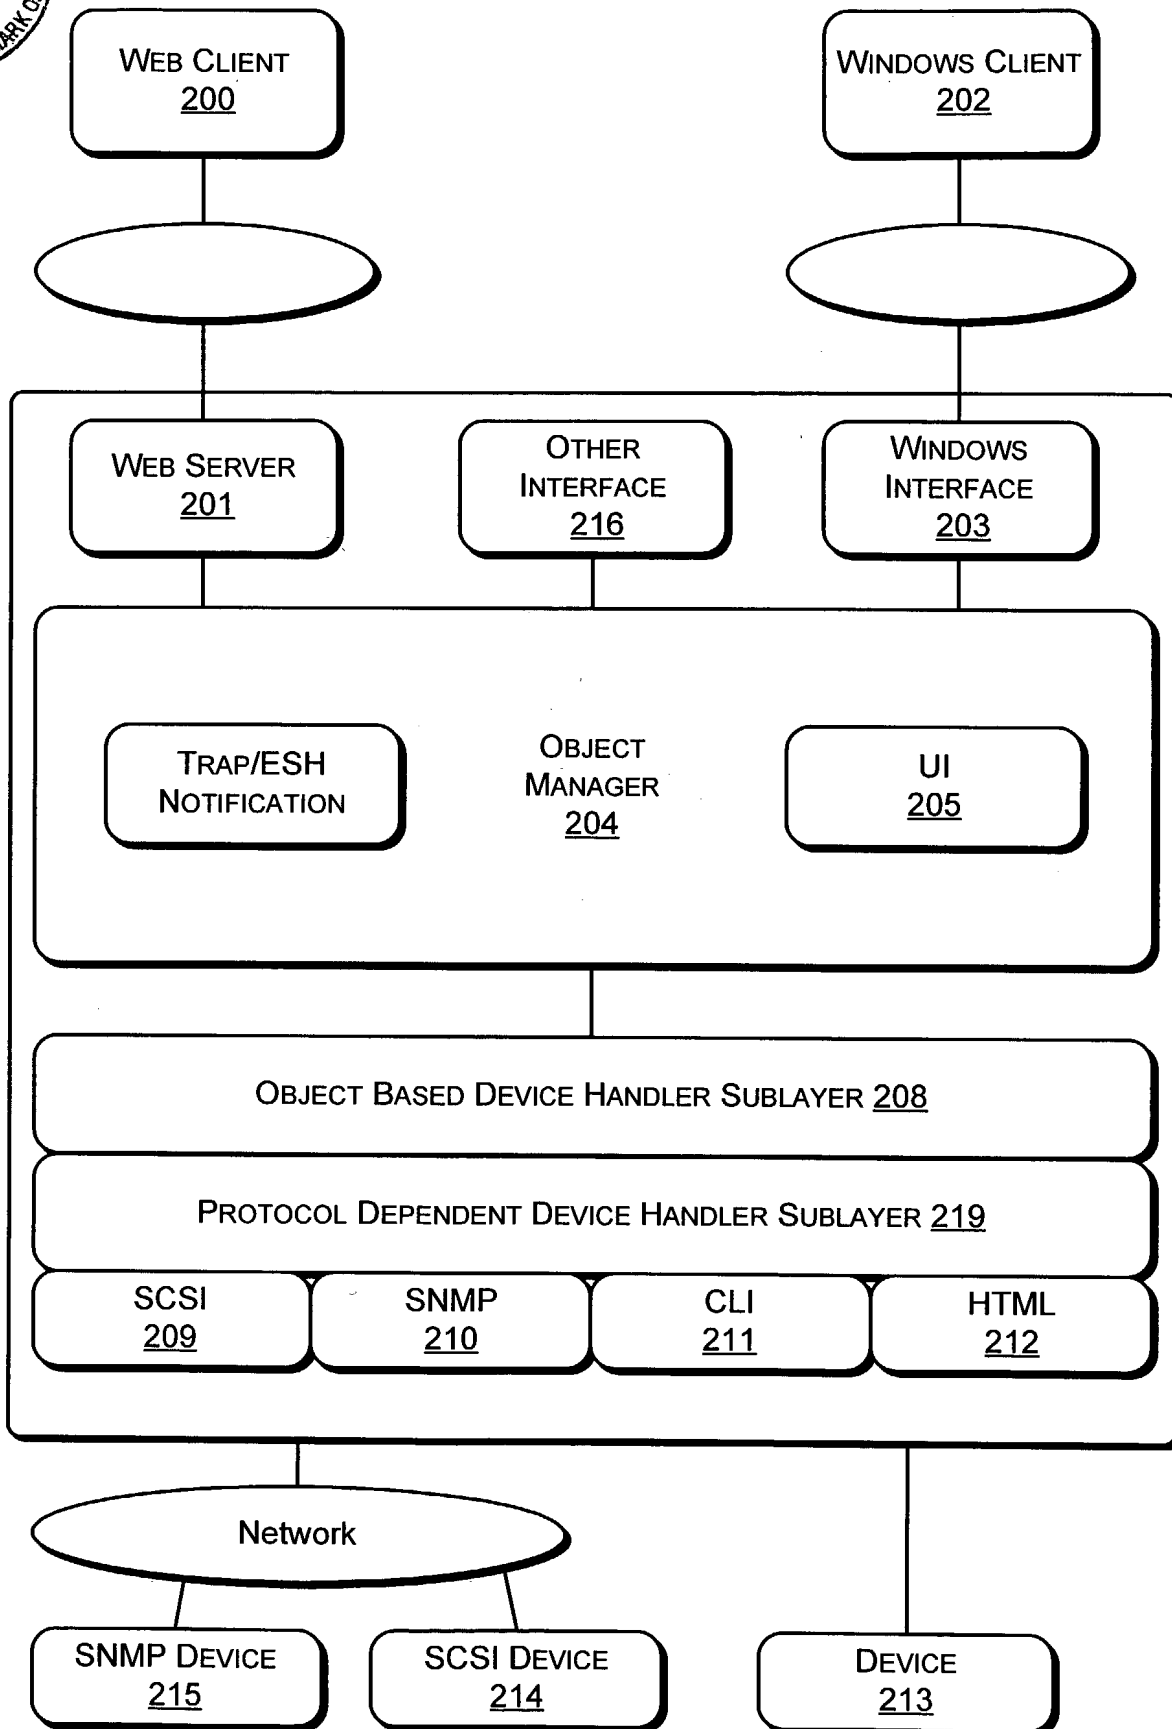 WEB CLIENT
200
WINDOWS CLIENT
202
WEB SERVER
201
OTHER
INTERFACE
216
WINDOWS
INTERFACE
203
TRAP/ESH
NOTIFICATION
OBJECT
MANAGER
204
UI
205
OBJECT BASED DEVICE HANDLER SUBLAYER 208
PROTOCOL DEPENDENT DEVICE HANDLER SUBLAYER 219
SCSI
209
SNMP
210
CLI
211
HTML
212
Network
SNMP DEVICE
215
SCSI DEVICE
214
DEVICE
213